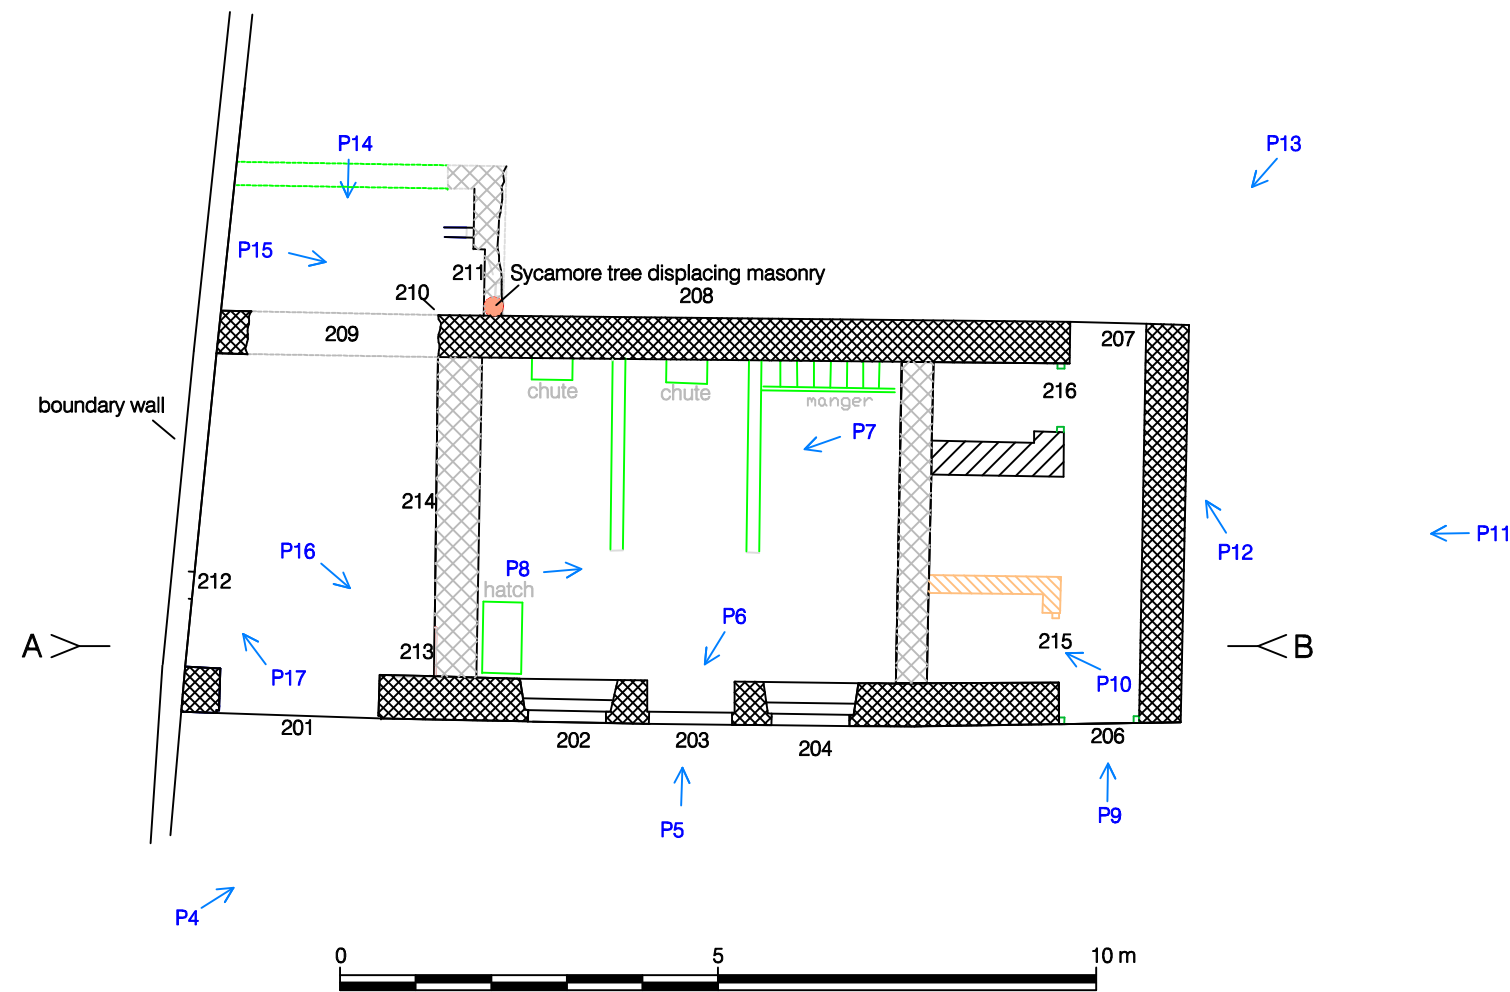 P14
P13
P15
211
Sycamore tree displacing masonry
210
208
209
207
chute
chute
manger
216
boundary wall
P7
214
P11
P16
P12
P8
212
hatch
P6
A
213
215
B
P17
P10
201
202
203
204
206
P9
P5
P4
0
5
10 m